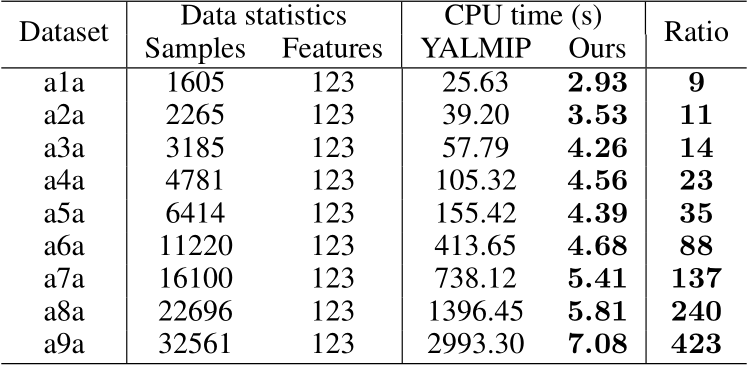 Dataset Data statistics CPU time (s) Ratio
Samples Features YALMIP Ours
a1a 1605 123 25.63 2.93 9
a2a 2265 123 39.20 3.53 11
a3a 3185 123 57.79 4.26 14
a4a 4781 123 105.32 4.56 23
a5a 6414 123 155.42 4.39 35
a6a 11220 123 413.65 4.68 88
a7a 16100 123 738.12 5.41 137
a8a 22696 123 1396.45 5.81 240
a9a 32561 123 2993.30 7.08 423